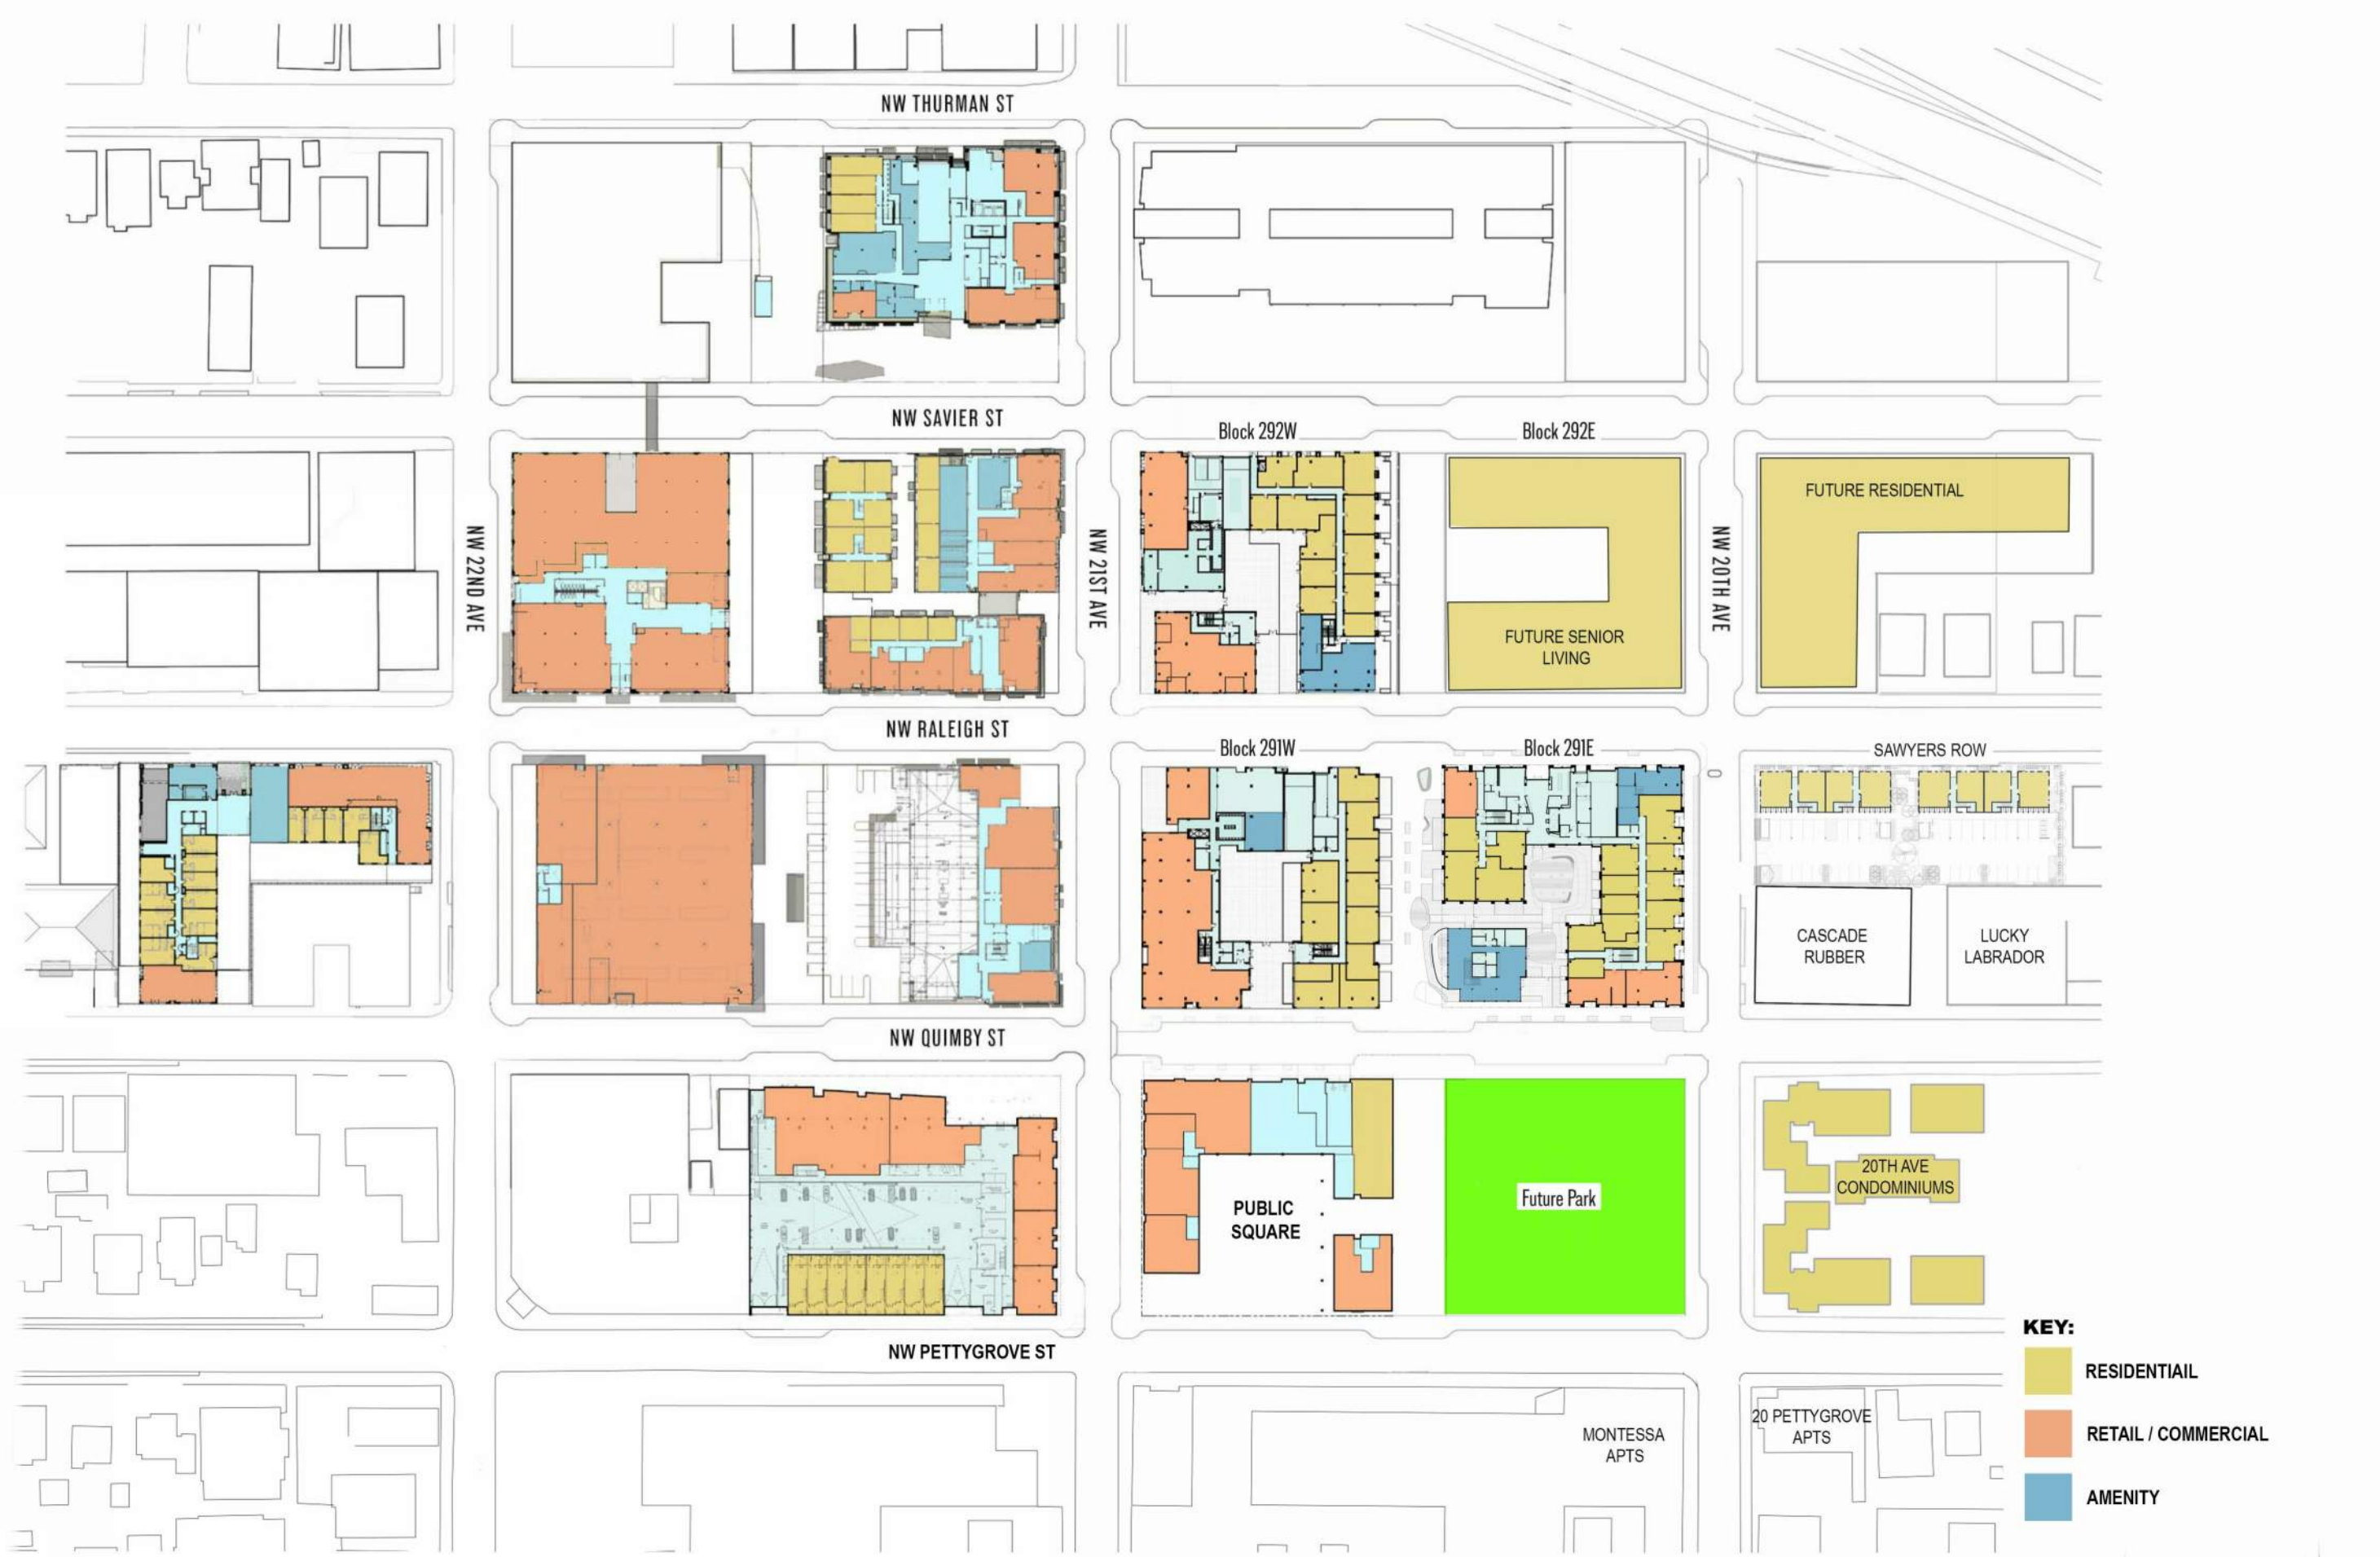 NW THURMAN ST
NW SAVIER ST
Block 292W
Block 292E
FUTURE RESIDENTIAL
NW 22ND AVE
NW 21ST AVE
NW 20TH AVE
FUTURE SENIOR
LIVING
NW RALEIGH ST
Block 291W
Block 291E
SAWYERS ROW
CASCADE
RUBBER
LUCKY
LABRADOR
NW QUIMBY ST
PUBLIC
SQUARE
Future Park
20TH AVE
CONDOMINIUMS
KEY:
NW PETTYGROVE ST
RESIDENTIAIL
20 PETTYGROVE
APTS
MONTESSA
APTS
RETAIL / COMMERCIAL
AMENITY